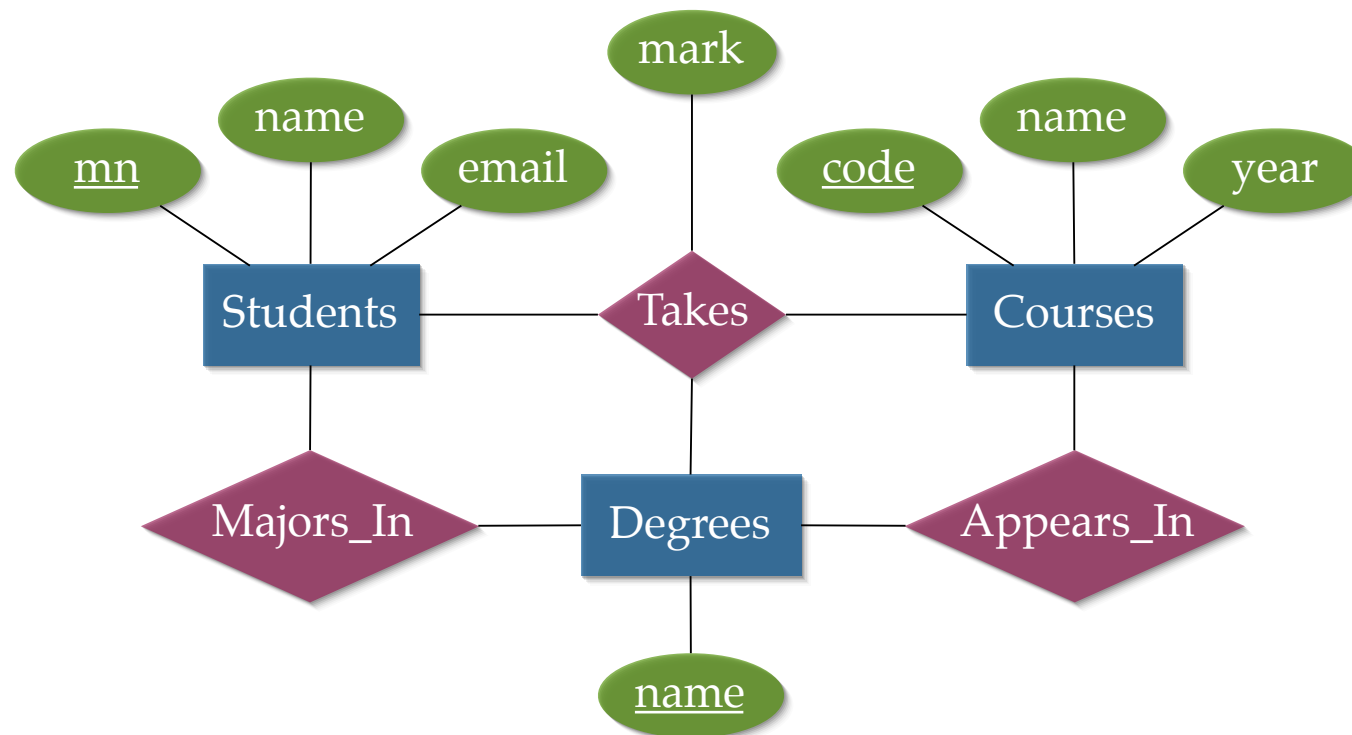 mark
name
name
mn
email
code
year
Students
Takes
Courses
Majors_In
Degrees
Appears_In
name